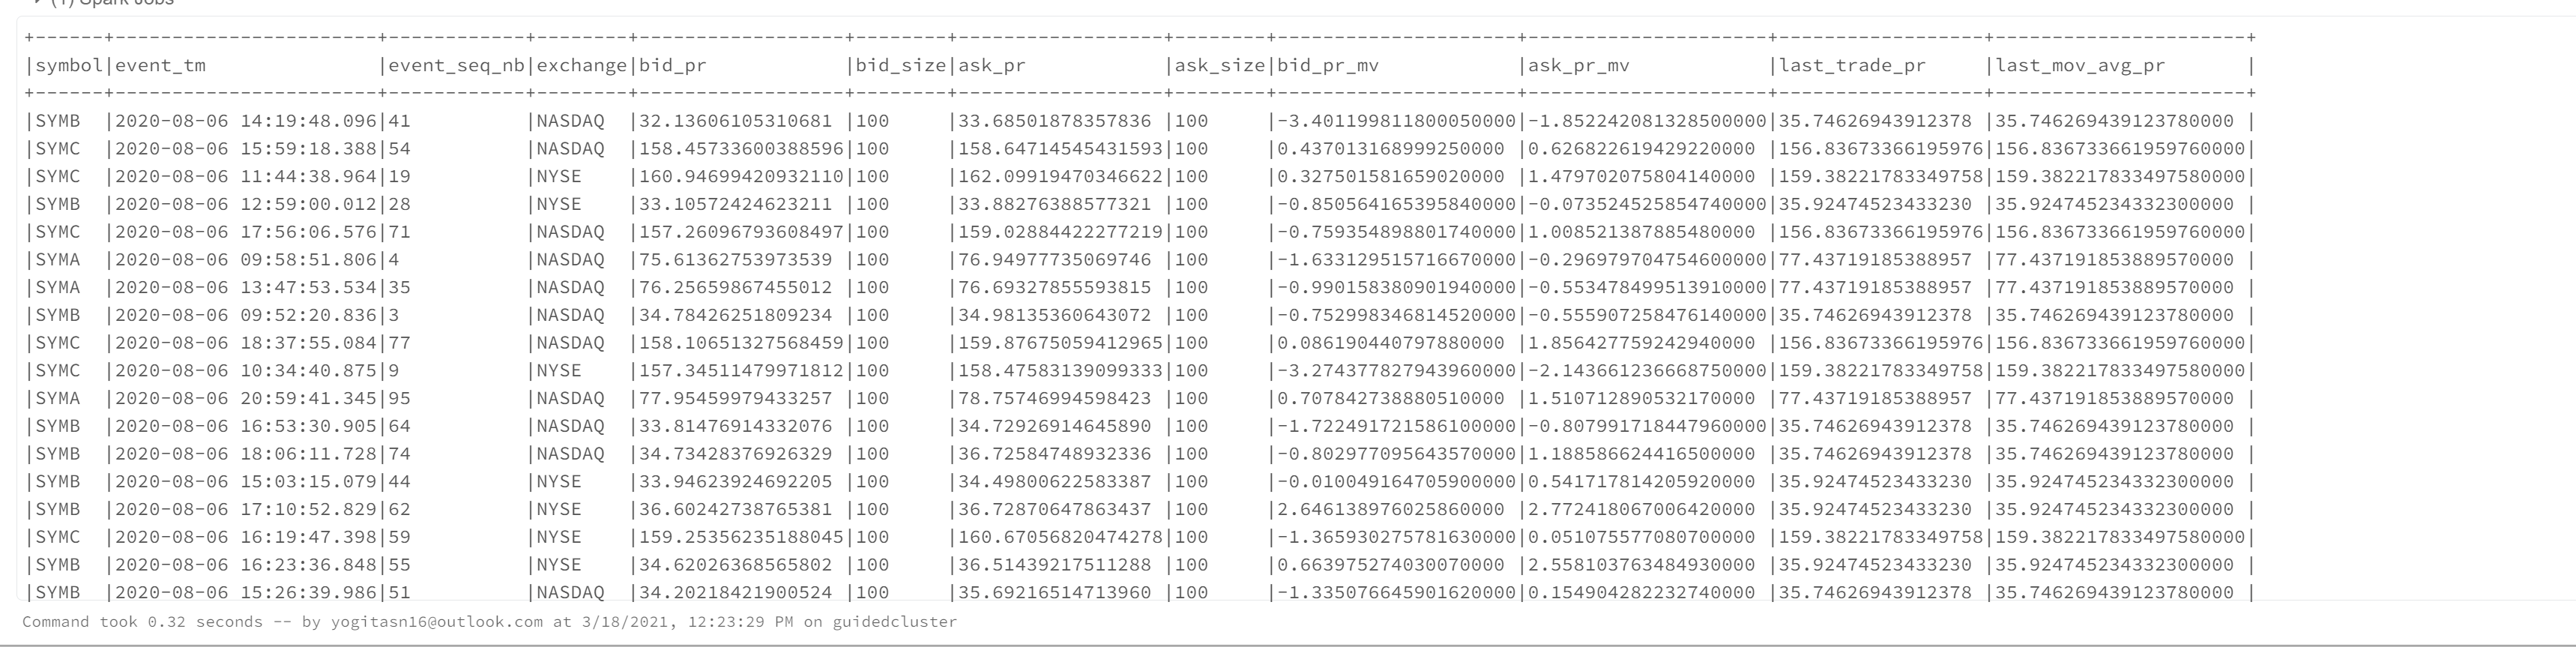 (1) Spark Jobs
+------+-----------------------+------------+--------+------------------+--------+------------------+--------+---------------------+---------------------+------------------+---------------------+
|symbol|event_tm               |event_seq_nb|exchange|bid_pr            |bid_size|ask_pr            |ask_size|bid_pr_mv            |ask_pr_mv            |last_trade_pr     |last_mov_avg_pr      |
+------+-----------------------+------------+--------+------------------+--------+------------------+--------+---------------------+---------------------+------------------+---------------------+
|SYMB  |2020-08-06 14:19:48.096|41          |NASDAQ  |32.13606105310681 |100     |33.68501878357836 |100     |-3.401199811800050000|-1.852242081328500000|35.74626943912378 |35.746269439123780000 |
|SYMC  |2020-08-06 15:59:18.388|54          |NASDAQ  |158.45733600388596|100     |158.64714545431593|100     |0.437013168999250000 |0.626822619429220000 |156.83673366195976|156.836733661959760000|
|SYMC  |2020-08-06 11:44:38.964|19          |NYSE    |160.94699420932110|100     |162.09919470346622|100     |0.327501581659020000 |1.479702075804140000 |159.38221783349758|159.382217833497580000|
|SYMB  |2020-08-06 12:59:00.012|28          |NYSE    |33.10572424623211 |100     |33.88276388577321 |100     |-0.850564165395840000|-0.073524525854740000|35.92474523433230 |35.924745234332300000 |
|SYMC  |2020-08-06 17:56:06.576|71          |NASDAQ  |157.26096793608497|100     |159.02884422277219|100     |-0.759354898801740000|1.008521387885480000 |156.83673366195976|156.836733661959760000|
|SYMA  |2020-08-06 09:58:51.806|4           |NASDAQ  |75.61362753973539 |100     |76.94977735069746 |100     |-1.633129515716670000|-0.296979704754600000|77.43719185388957 |77.437191853889570000 |
|SYMA  |2020-08-06 13:47:53.534|35          |NASDAQ  |76.25659867455012 |100     |76.69327855593815 |100     |-0.990158380901940000|-0.553478499513910000|77.43719185388957 |77.437191853889570000 |
|SYMB  |2020-08-06 09:52:20.836|3           |NASDAQ  |34.78426251809234 |100     |34.98135360643072 |100     |-0.752998346814520000|-0.555907258476140000|35.74626943912378 |35.746269439123780000 |
|SYMC  |2020-08-06 18:37:55.084|77          |NASDAQ  |158.10651327568459|100     |159.87675059412965|100     |0.086190440797880000 |1.856427759242940000 |156.83673366195976|156.836733661959760000|
|SYMC  |2020-08-06 10:34:40.875|9           |NYSE    |157.34511479971812|100     |158.47583139099333|100     |-3.274377827943960000|-2.143661236668750000|159.38221783349758|159.382217833497580000|
|SYMA  |2020-08-06 20:59:41.345|95          |NASDAQ  |77.95459979433257 |100     |78.75746994598423 |100     |0.707842738880510000 |1.510712890532170000 |77.43719185388957 |77.437191853889570000 |
|SYMB  |2020-08-06 16:53:30.905|64          |NASDAQ  |33.81476914332076 |100     |34.72926914645890 |100     |-1.722491721586100000|-0.807991718447960000|35.74626943912378 |35.746269439123780000 |
|SYMB  |2020-08-06 18:06:11.728|74          |NASDAQ  |34.73428376926329 |100     |36.72584748932336 |100     |-0.802977095643570000|1.188586624416500000 |35.74626943912378 |35.746269439123780000 |
|SYMB  |2020-08-06 15:03:15.079|44          |NYSE    |33.94623924692205 |100     |34.49800622583387 |100     |-0.010049164705900000|0.541717814205920000 |35.92474523433230 |35.924745234332300000 |
|SYMB  |2020-08-06 17:10:52.829|62          |NYSE    |36.60242738765381 |100     |36.72870647863437 |100     |2.646138976025860000 |2.772418067006420000 |35.92474523433230 |35.924745234332300000 |
|SYMC  |2020-08-06 16:19:47.398|59          |NYSE    |159.25356235188045|100     |160.67056820474278|100     |-1.365930275781630000|0.051075577080700000 |159.38221783349758|159.382217833497580000|
|SYMB  |2020-08-06 16:23:36.848|55          |NYSE    |34.62026368565802 |100     |36.51439217511288 |100     |0.663975274030070000 |2.558103763484930000 |35.92474523433230 |35.924745234332300000 |
|SYMB  |2020-08-06 15:26:39.986|51          |NASDAQ  |34.20218421900524 |100     |35.69216514713960 |100     |-1.335076645901620000|0.154904282232740000 |35.74626943912378 |35.746269439123780000 |
Command took 0.32 seconds -- by yogitasn16@outlook.com at 3/18/2021, 12:23:29 PM on guidedcluster